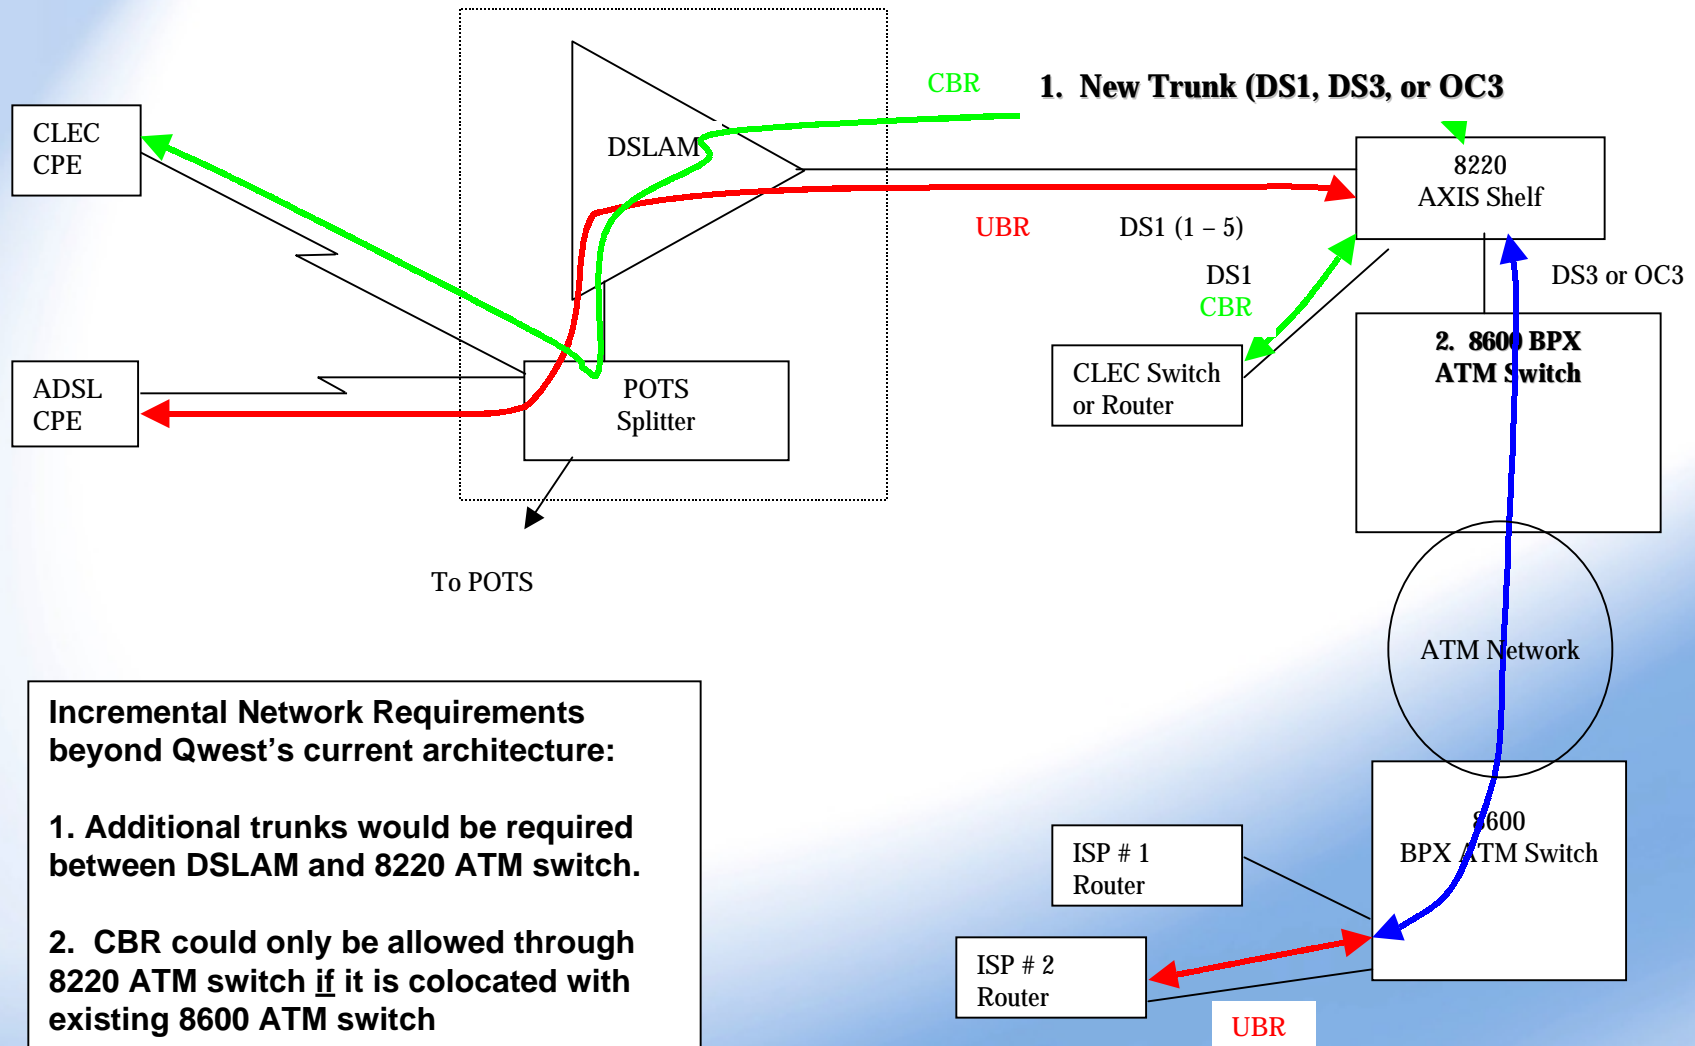 CBR
1. New Trunk (DS1, DS3, or OC3
CLEC
CPE
DSLAM
8220
AXIS Shelf
UBR
DS1 (1 – 5)
DS1
CBR
DS3 or OC3
2. 8600 BPX
ATM Switch
CLEC Switch
or Router
ADSL
CPE
POTS
Splitter
To POTS
ATM Network
Incremental Network Requirements
beyond Qwest's current architecture:
1. Additional trunks would be required
between DSLAM and 8220 ATM switch.
2. CBR could only be allowed through
8220 ATM switch if it is colocated with
existing 8600 ATM switch
8600
BPX ATM Switch
ISP # 1
Router
ISP # 2
Router
UBR